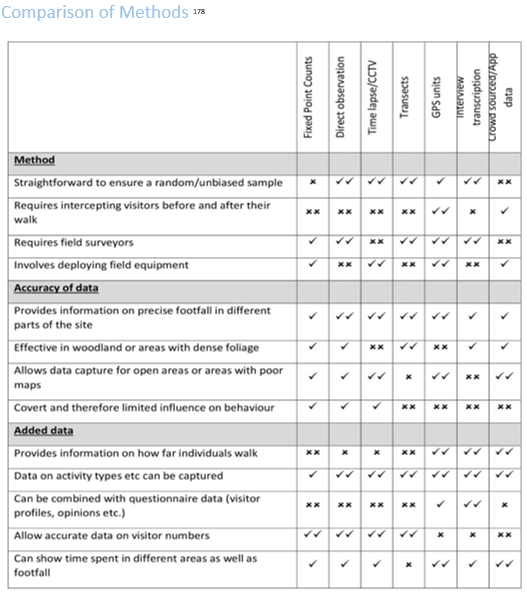 Comparison of Methods 178
Fixed Point Counts
Direct observation
Time lapse/CCTV
Transects
GPS units
Interview
transcription
Crowd sourced/App
data
Method
Straightforward to ensure a random/unbiased sample × ✓✓ ✓✓ ✓✓ ✓ ✓✓ ××
Requires intercepting visitors before and after their
walk ×× ×× ×× ×× ✓✓ × ✓
Requires field surveyors ✓ ✓✓ ×× ✓✓ ✓✓ ✓✓ ××
Involves deploying field equipment ✓ ×× ✓✓ ×× ✓✓ ×× ✓
Accuracy of data
Provides information on precise footfall in different
parts of the site ✓ ✓✓ ✓✓ ✓✓ ✓✓ ✓ ✓
Effective in woodland or areas with dense foliage ✓ ✓ ×× ✓✓ ×× ✓ ✓
Allows data capture for open areas or areas with poor
maps ✓ ✓ ✓✓ × ✓✓ ×× ✓✓
Covert and therefore limited influence on behaviour ✓ ✓ ✓ ×× ×× ×× ××
Added data
Provides information on how far individuals walk ×× × × ×× ✓✓ ✓✓ ✓✓
Data on activity types etc can be captured ✓ ✓✓ ✓✓ ✓✓ ✓✓ ✓✓ ✓✓
Can be combined with questionnaire data (visitor
profiles, opinions etc.) ×× ×× ×× ×× ✓ ✓✓ ×
Allow accurate data on visitor numbers ✓✓ ✓✓ ✓✓ ✓✓ × × ××
Can show time spent in different areas as well as
footfall ✓ ✓ ✓ × ✓✓ ✓ ✓✓